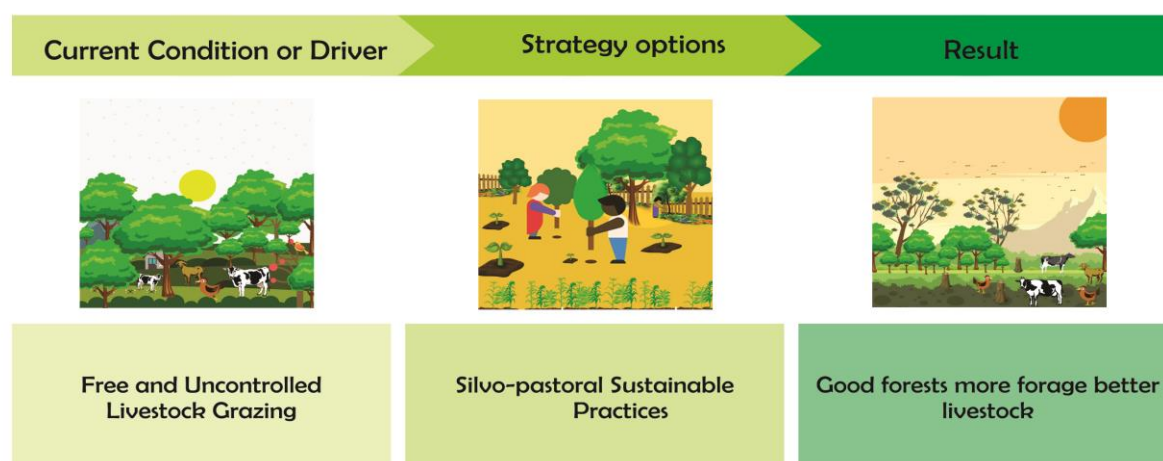 Current Condition or Driver
Strategy options
Result
Free and Uncontrolled
Livestock Grazing
Silvo-pastoral Sustainable
Practices
Good forests more forage better
livestock